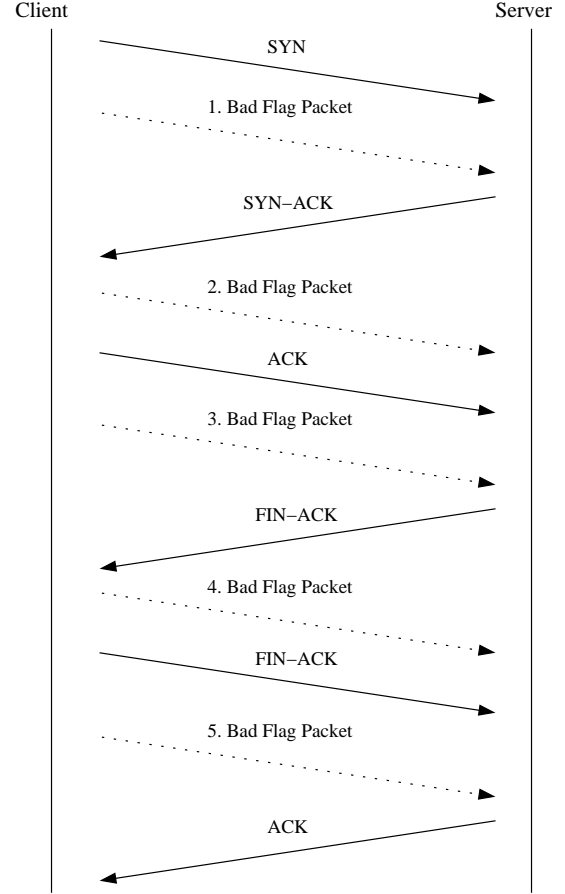 Client
Server
SYN
1. Bad Flag Packet
SYN−ACK
2. Bad Flag Packet
ACK
3. Bad Flag Packet
FIN−ACK
4. Bad Flag Packet
FIN−ACK
5. Bad Flag Packet
ACK